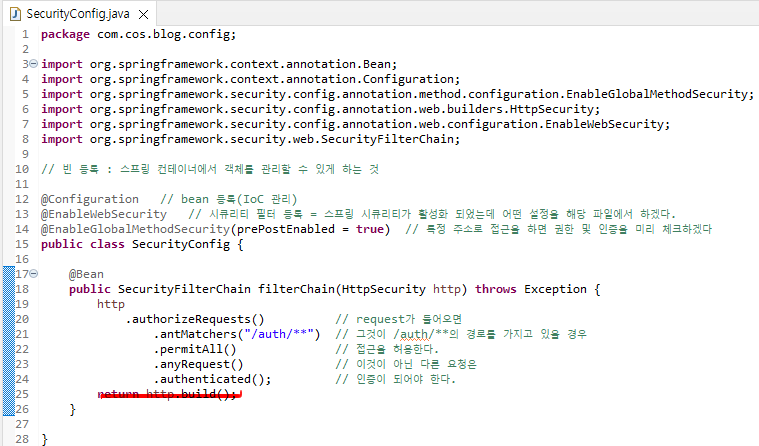 SecurityConfig.java
1 package com.cos.blog.config;
2
3 import org.springframework.context.annotation.Bean;
4 import org.springframework.context.annotation.Configuration;
5 import org.springframework.security.config.annotation.method.configuration.EnableGlobalMethodSecurity;
6 import org.springframework.security.config.annotation.web.builders.HttpSecurity;
7 import org.springframework.security.config.annotation.web.configuration.EnableWebSecurity;
8 import org.springframework.security.web.SecurityFilterChain;
9
10 // 빈 등록 : 스프링 컨테이너에서 객체를 관리할 수 있게 하는 것
11
12 @Configuration // bean 등록(IoC 관리)
13 @EnableWebSecurity // 시큐리티 필터 등록 = 스프링 시큐리티가 활성화 되었는데 어떤 설정을 해당 파일에서 하겠다.
14 @EnableGlobalMethodSecurity(prePostEnabled = true) // 특정 주소로 접근을 하면 권한 및 인증을 미리 체크하겠다
15 public class SecurityConfig {
16
17 @Bean
18 public SecurityFilterChain filterChain(HttpSecurity http) throws Exception {
19 http
20 .authorizeRequests() // request가 들어오면
21 .antMatchers("/auth/**") // 그것이 /auth/**의 경로를 가지고 있을 경우
22 .permitAll() // 접근을 허용한다.
23 .anyRequest() // 이것이 아닌 다른 요청은
24 .authenticated(); // 인증이 되어야 한다.
25 return http.build();
26 }
27
28 }